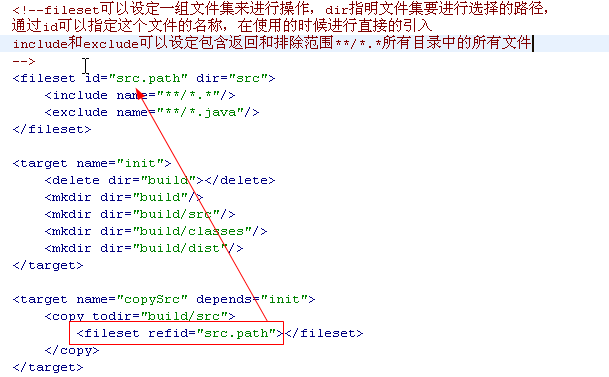 <!--fileset可以设定一组文件集来进行操作，dir指明文件集要进行选择的路径，
通过id可以指定这个文件的名称，在使用的时候进行直接的引入
include和exclude可以设定包含返回和排除范围**/*.*所有目录中的所有文件
-->
<fileset id="src.path" dir="src">
<include name="**/*.*"/>
<exclude name="**/*.java"/>
</fileset>
<target name="init">
<delete dir="build"></delete>
<mkdir dir="build"/>
<mkdir dir="build/src"/>
<mkdir dir="build/classes"/>
<mkdir dir="build/dist"/>
</target>
<target name="copySrc" depends="init">
<copy todir="build/src">
<fileset refid="src.path"></fileset>
</copy>
</target>